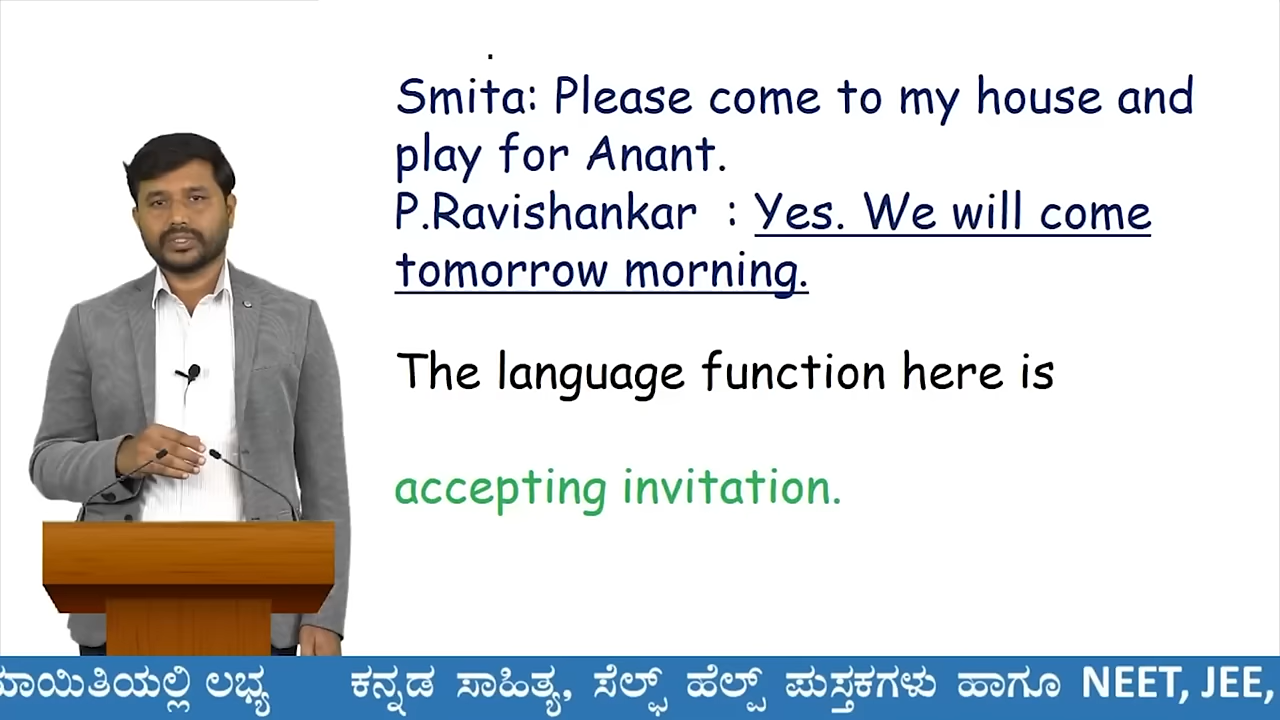 Smita: Please come to my house and
play for Anant.
P.Ravishankar : Yes. We will come
tomorrow morning.
The language function here is
accepting invitation.
ಲಭ್ಯ ಕನ್ನಡ ಸಾಹಿತ್ಯ, ಸೆಲ್ಫ್ ಹೆಲ್ಪ್ ಪುಸ್ತಕಗಳು ಹಾಗೂ NEET, JEE,